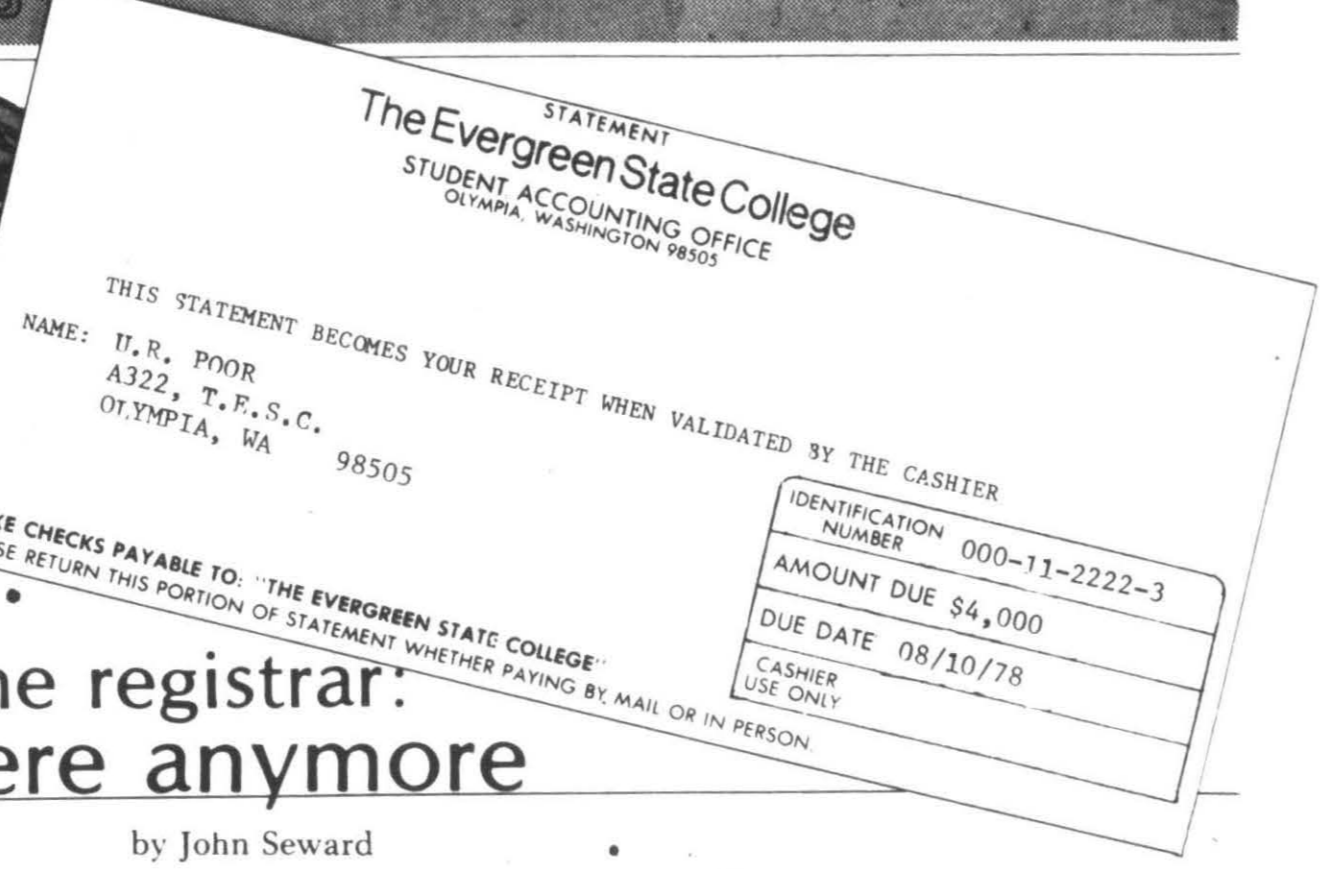 STATEMENT
The Evergreen State College
STUDENT ACCOUNTING OFFICE
OLYMPIA, WASHINGTON 98505
THIS STATEMENT BECOMES YOUR RECEIPT WHEN VALIDATED BY THE CASHIER
NAME: U.R. POOR
A322, T.E.S.C.
OLYMPIA, WA 98505
IDENTIFICATION
NUMBER 000-11-2222-3
AMOUNT DUE $4,000
DUE DATE 08/10/78
CASHIER
USE ONLY
CHECKS PAYABLE TO: "THE EVERGREEN STATE COLLEGE"
RETURN THIS PORTION OF STATEMENT WHETHER PAYING BY MAIL OR IN PERSON.
registrar:
anymore
by John Seward